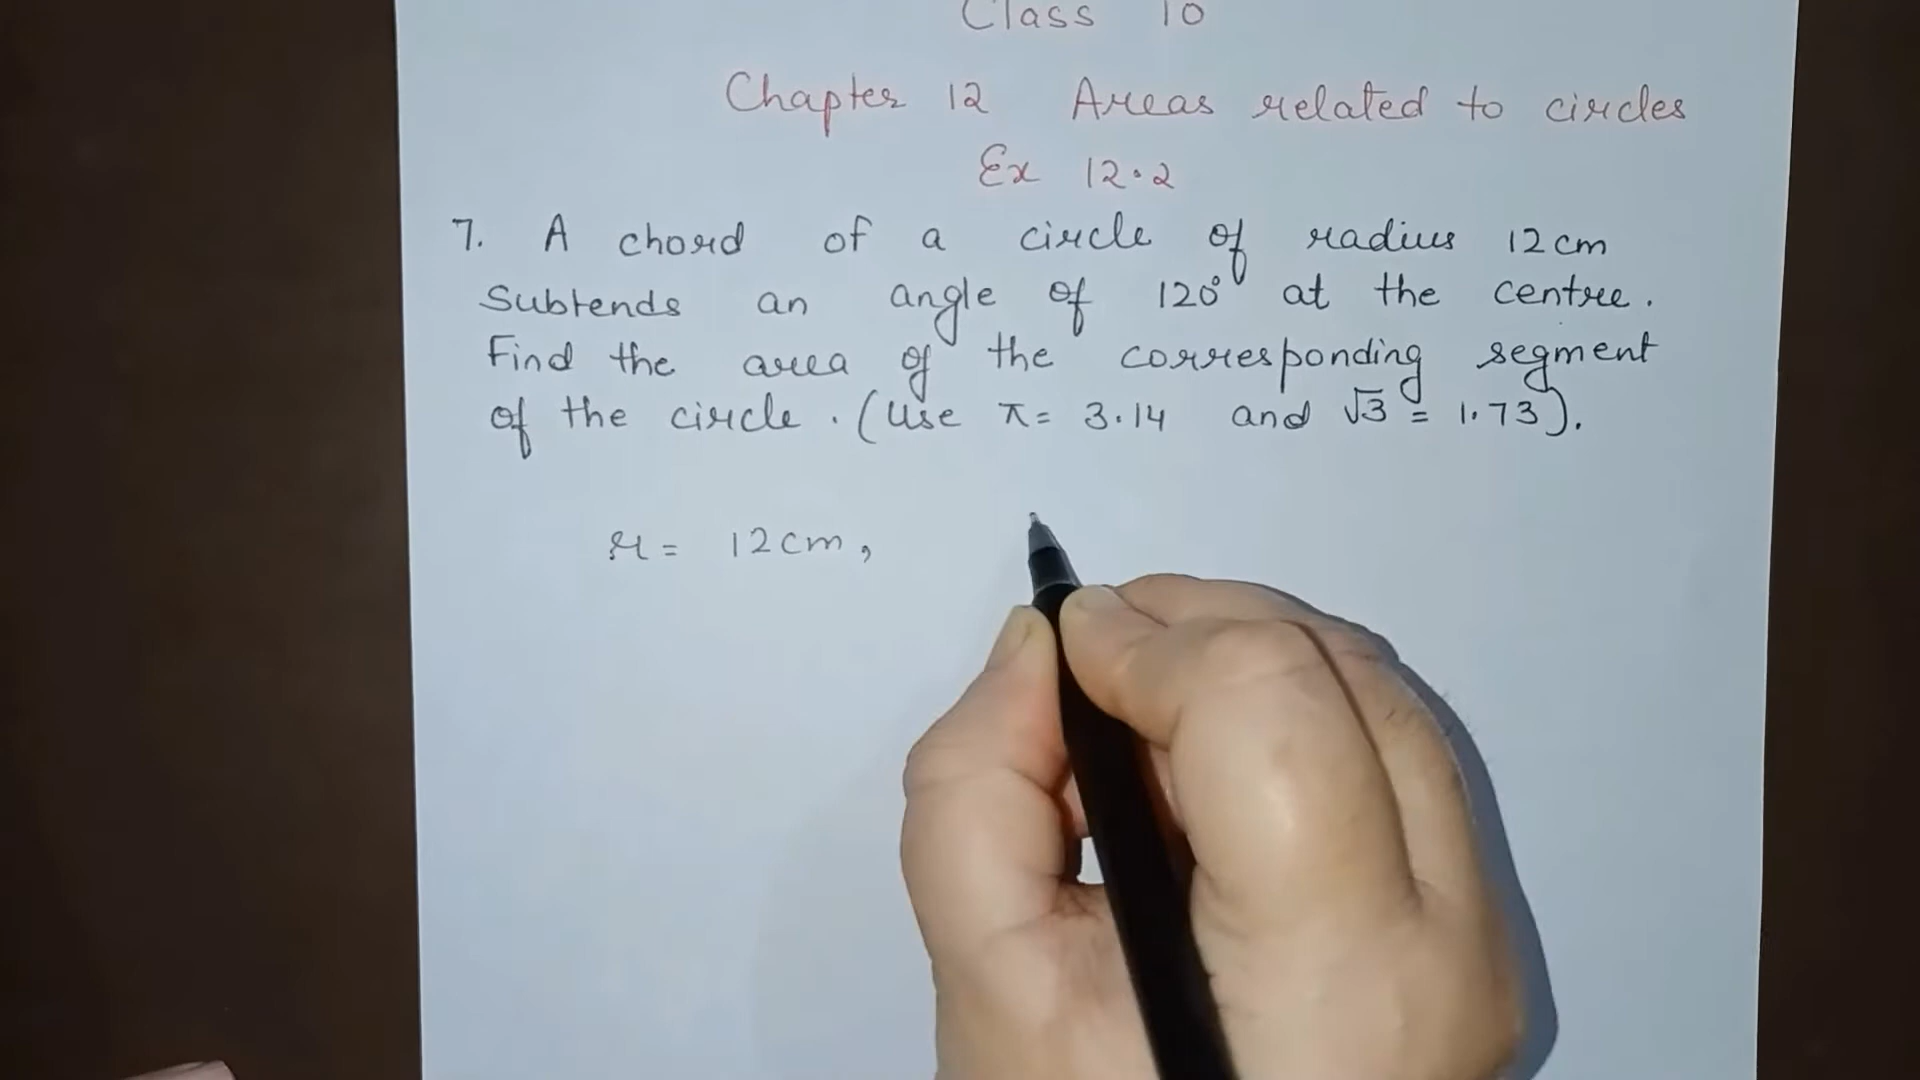 Class 10
Chapter 12 Areas related to circles
Ex 12.2
7. A chord of a circle of radius 12 cm
Subtends an angle of 120° at the centre.
Find the area of the corresponding segment
of the circle. (Use π = 3.14 and √3 = 1.73).
r = 12 cm,